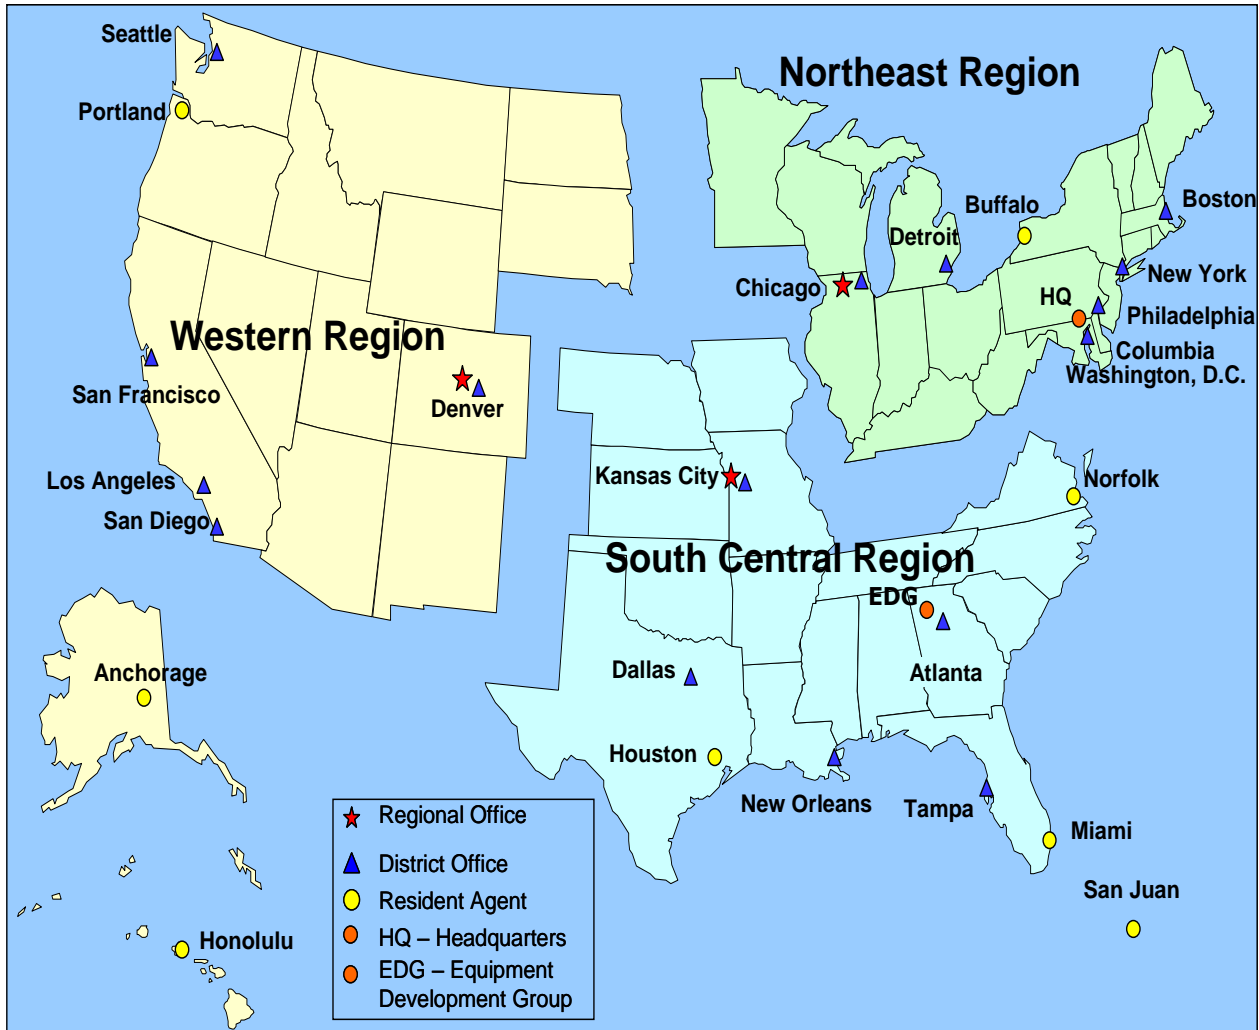 Seattle
Portland
Northeast Region
Buffalo
Boston
Detroit
Chicago
New York
HQ
Philadelphia
Columbia
Washington, D.C.
Western Region
San Francisco
Denver
Los Angeles
San Diego
Kansas City
Norfolk
South Central Region
EDG
Atlanta
Dallas
Houston
New Orleans
Tampa
Miami
San Juan
Anchorage
Honolulu
Regional Office
District Office
Resident Agent
HQ – Headquarters
EDG – Equipment
Development Group